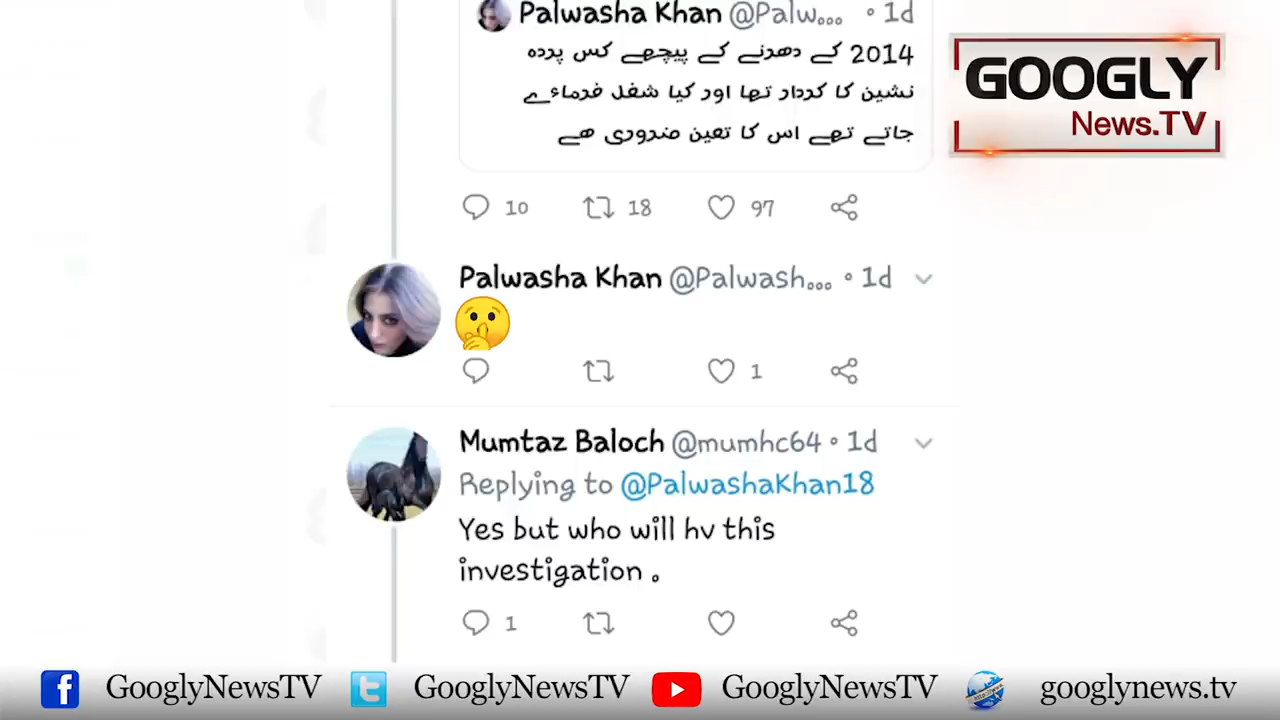 Palwasha Khan @Palw... • 1d
2014 کے دھرنے کے پیچھے کس پردہ
نشین کا کردار تھا اور کیا شغل فرماۓ
جاتے تھے اس کا تعین ضروری ھے
10 18 97
GOOGLY
News.TV
Palwasha Khan @Palwash... • 1d
1
Mumtaz Baloch @mumhc64 • 1d
Replying to @PalwashaKhan18
Yes but who will hv this
investigation .
1
GooglyNewsTV GooglyNewsTV GooglyNewsTV googlynews.tv